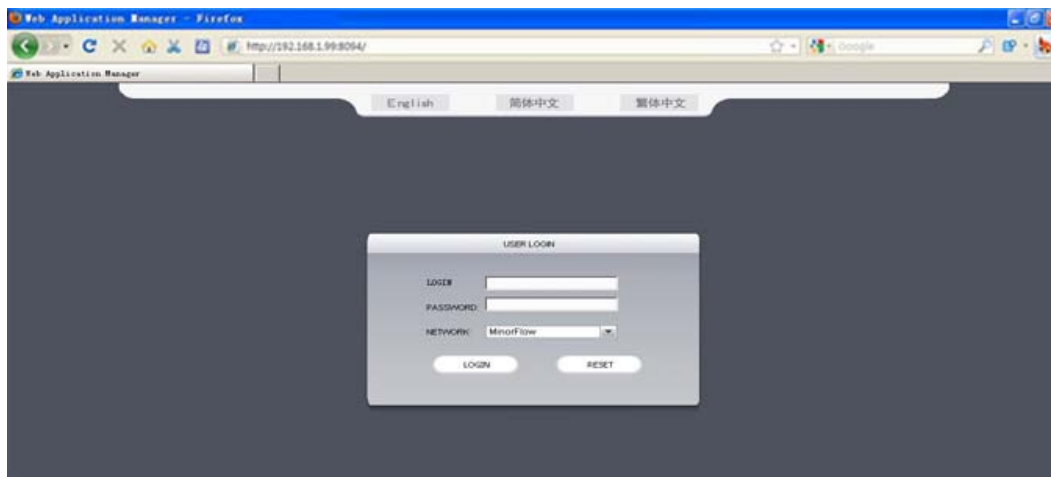 Web Application Manager - Firefox
http://192.168.1.99:8094/
Google
Web Application Manager
English 简体中文 繁体中文
USER LOGIN
LOGIN
PASSWORD:
NETWORK: MinorFlow
LOGIN RESET